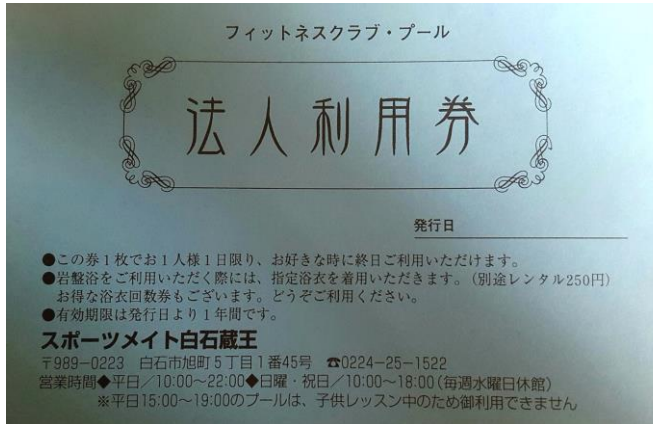 フィットネスクラブ・プール
法人利用券
発行日
●この券1枚でお1人様1日限り、お好きな時に終日ご利用いただけます。
●岩盤浴をご利用いただく際には、指定浴衣を着用いただきます。(別途レンタル250円)
お得な浴衣回数券もございます。どうぞご利用ください。
●有効期限は発行日より1年間です。
スポーツメイト白石蔵王
〒989-0223 白石市旭町5丁目1番45号 ☎0224-25-1522
営業時間◆平日/10:00〜22:00◆日曜・祝日/10:00〜18:00(毎週水曜日休館)
※平日15:00〜19:00のプールは、子供レッスン中のため御利用できません